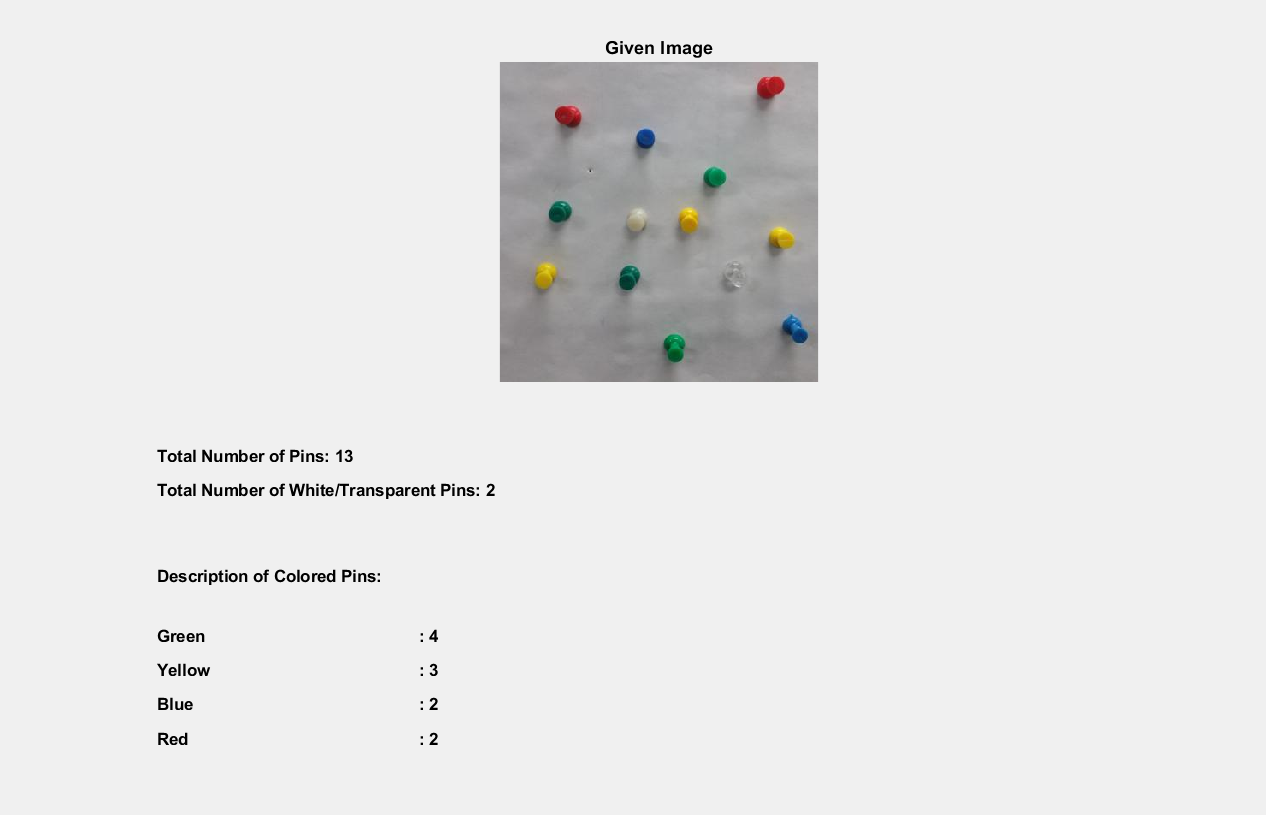 Given Image
Total Number of Pins: 13
Total Number of White/Transparent Pins: 2
Description of Colored Pins:
Green : 4
Yellow : 3
Blue : 2
Red : 2